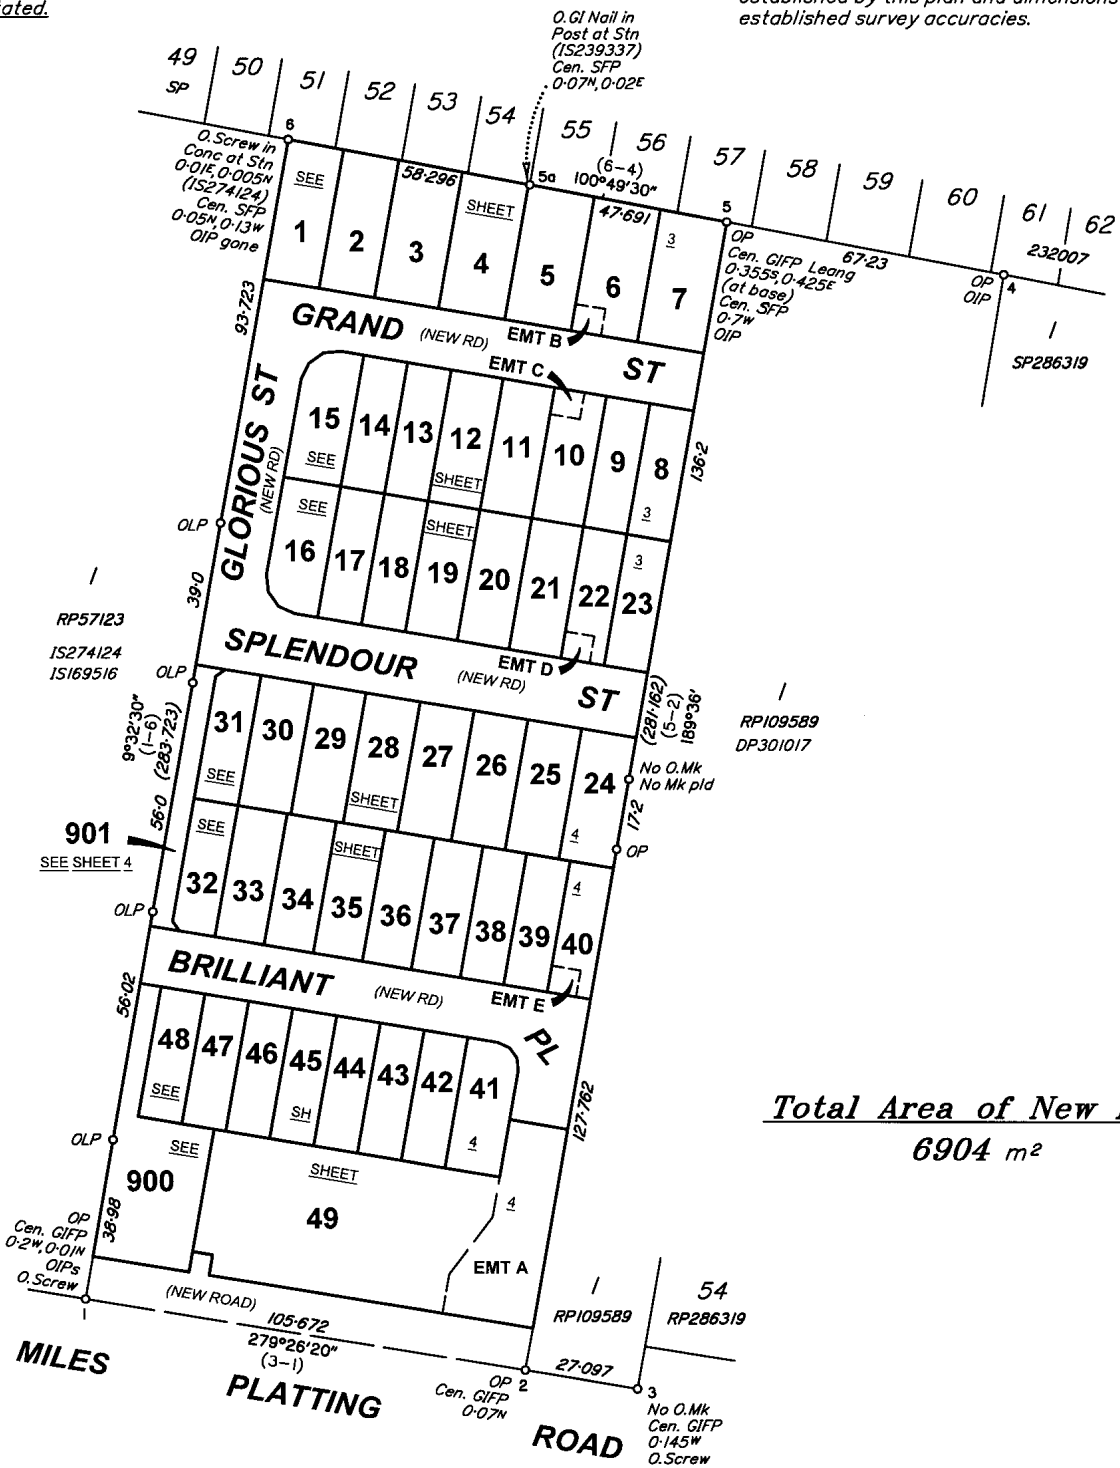 tated.
established by this plan and dimensions
established survey accuracies.
O.GI Nail in
Post at Stn
(IS239337)
Cen. SFP
0·07N,0·02E
49
SP
50
51
52
53
54
55
56
57
58
59
60
61
62
232007
6
O.Screw in
Conc at Stn
0·01E,0·005N
(IS274124)
Cen. SFP
0·05N,0·13W
OIP gone
58·296
5a
(6-4)
100°49'30"
47·691
5
OP
Cen. GIFP Leang
0·355S,0·425E
(at base)
Cen. SFP
0·7W
OIP
67·23
OP
OIP
4
1
SP286319
SEE
SHEET
3
1
2
3
4
5
6
7
93·723
GRAND
(NEW RD)
EMT B
ST
EMT C
GLORIOUS ST
(NEW RD)
15
14
13
12
11
10
9
8
SEE
SHEET
3
136·2
SEE
SHEET
3
16
17
18
19
20
21
22
23
OLP
39·0
1
RP57123
IS274124
IS169516
SPLENDOUR
(NEW RD)
EMT D
ST
OLP
9°32'30"
(1-6)
(283·723)
(281·162)
(5-2)
189°36'
1
RP109589
DP301017
31
30
29
28
27
26
25
24
SEE
SHEET
4
No O.Mk
No Mk pld
17·2
OP
56·0
901
SEE SHEET 4
SEE
SHEET
4
32
33
34
35
36
37
38
39
40
OLP
BRILLIANT
(NEW RD)
EMT E
PL
56·02
48
47
46
45
44
43
42
41
SEE
SH
4
127·762
Total Area of New
6904 m²
OLP
SEE
900
SHEET
49
4
EMT A
38·98
OP
Cen. GIFP
0·2W,0·01N
OIPs
O.Screw
1
(NEW ROAD)
105·672
279°26'20"
(3-1)
1
RP109589
54
RP286319
27·097
OP
Cen. GIFP
0·07N
2
3
No O.Mk
Cen. GIFP
0·145W
O.Screw
MILES
PLATTING
ROAD